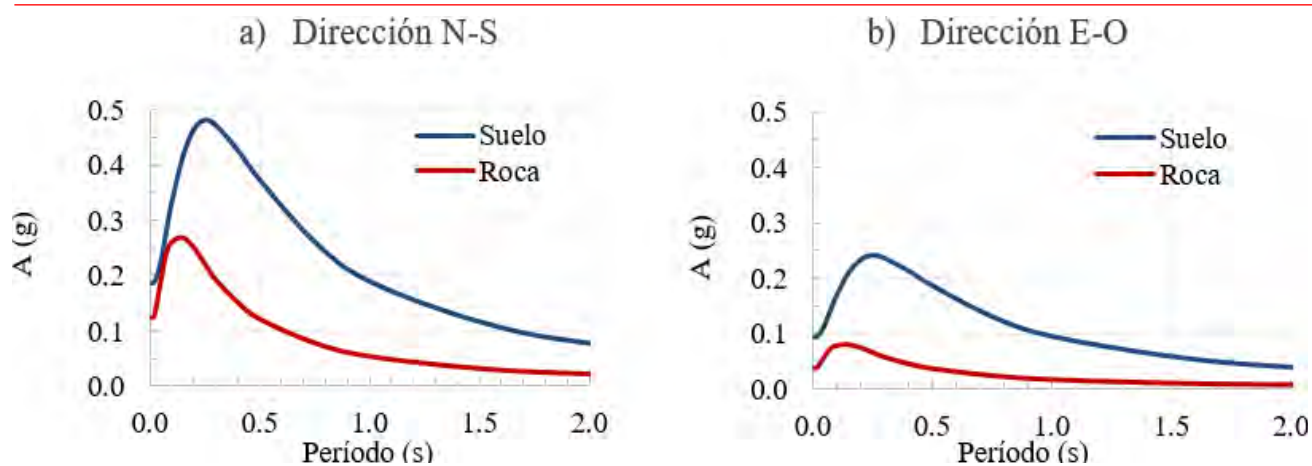 a) Dirección N-S
0.5
0.4
0.3
0.2
0.1
0.0
A (g)
Suelo
Roca
0.0 0.5 1.0 1.5 2.0
Período (s)
b) Dirección E-O
0.5
0.4
0.3
0.2
0.1
0.0
A (g)
Suelo
Roca
0.0 0.5 1.0 1.5 2.0
Período (s)